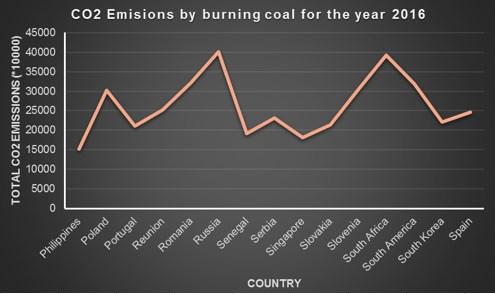 CO2 Emisions by burning coal for the year 2016
TOTAL CO2 EMISSIONS (*10000)
45000
40000
35000
30000
25000
20000
15000
10000
5000
0
Philippines
Poland
Portugal
Reunion
Romania
Russia
Senegal
Serbia
Singapore
Slovakia
Slovenia
South Africa
South America
South Korea
Spain
COUNTRY